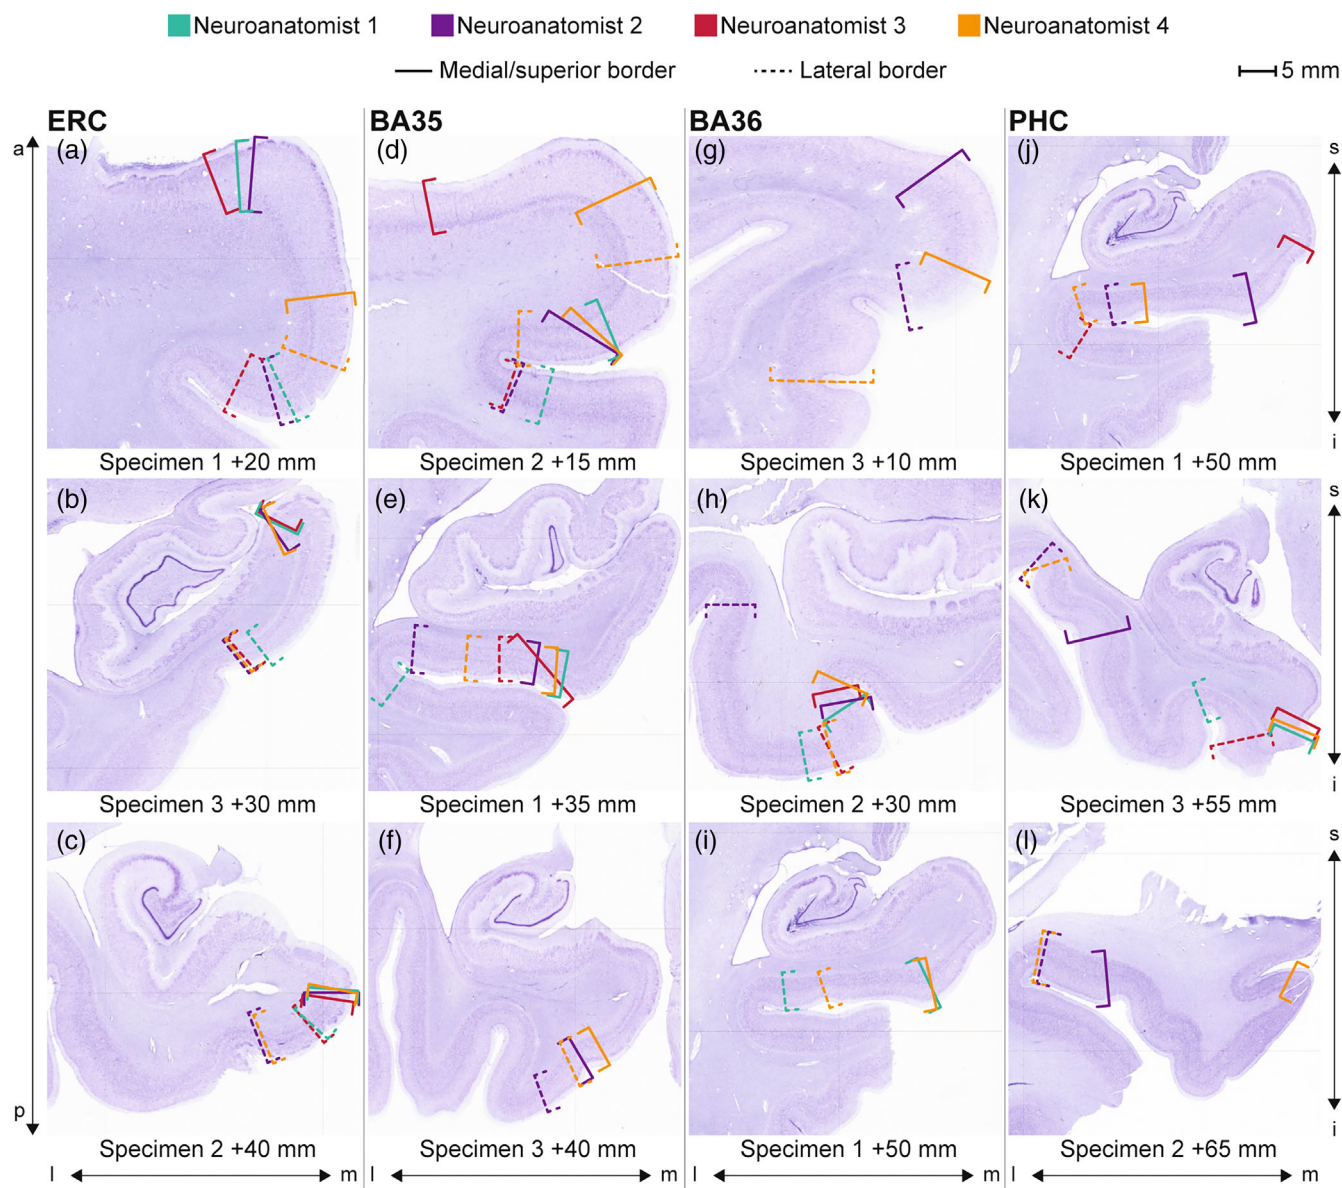 Neuroanatomist 1 Neuroanatomist 2 Neuroanatomist 3 Neuroanatomist 4
Medial/superior border Lateral border 5 mm
ERC BA35 BA36 PHC
a (a) (d) (g) (j) s
i
Specimen 1 +20 mm Specimen 2 +15 mm Specimen 3 +10 mm Specimen 1 +50 mm
(b) (e) (h) (k) s
i
Specimen 3 +30 mm Specimen 1 +35 mm Specimen 2 +30 mm Specimen 3 +55 mm
(c) (f) (i) (l) s
p i
Specimen 2 +40 mm Specimen 3 +40 mm Specimen 1 +50 mm Specimen 2 +65 mm
l m l m l m l m